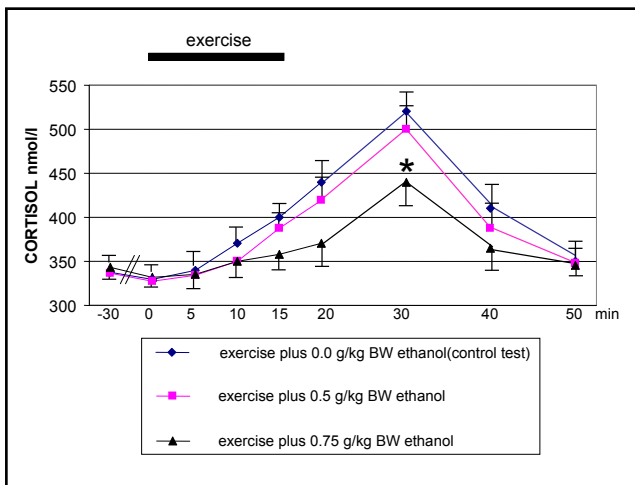 exercise
550
500
450
400
350
300
CORTISOL nmol/l
*
-30 0 5 10 15 20 30 40 50 min
exercise plus 0.0 g/kg BW ethanol(control test)
exercise plus 0.5 g/kg BW ethanol
exercise plus 0.75 g/kg BW ethanol